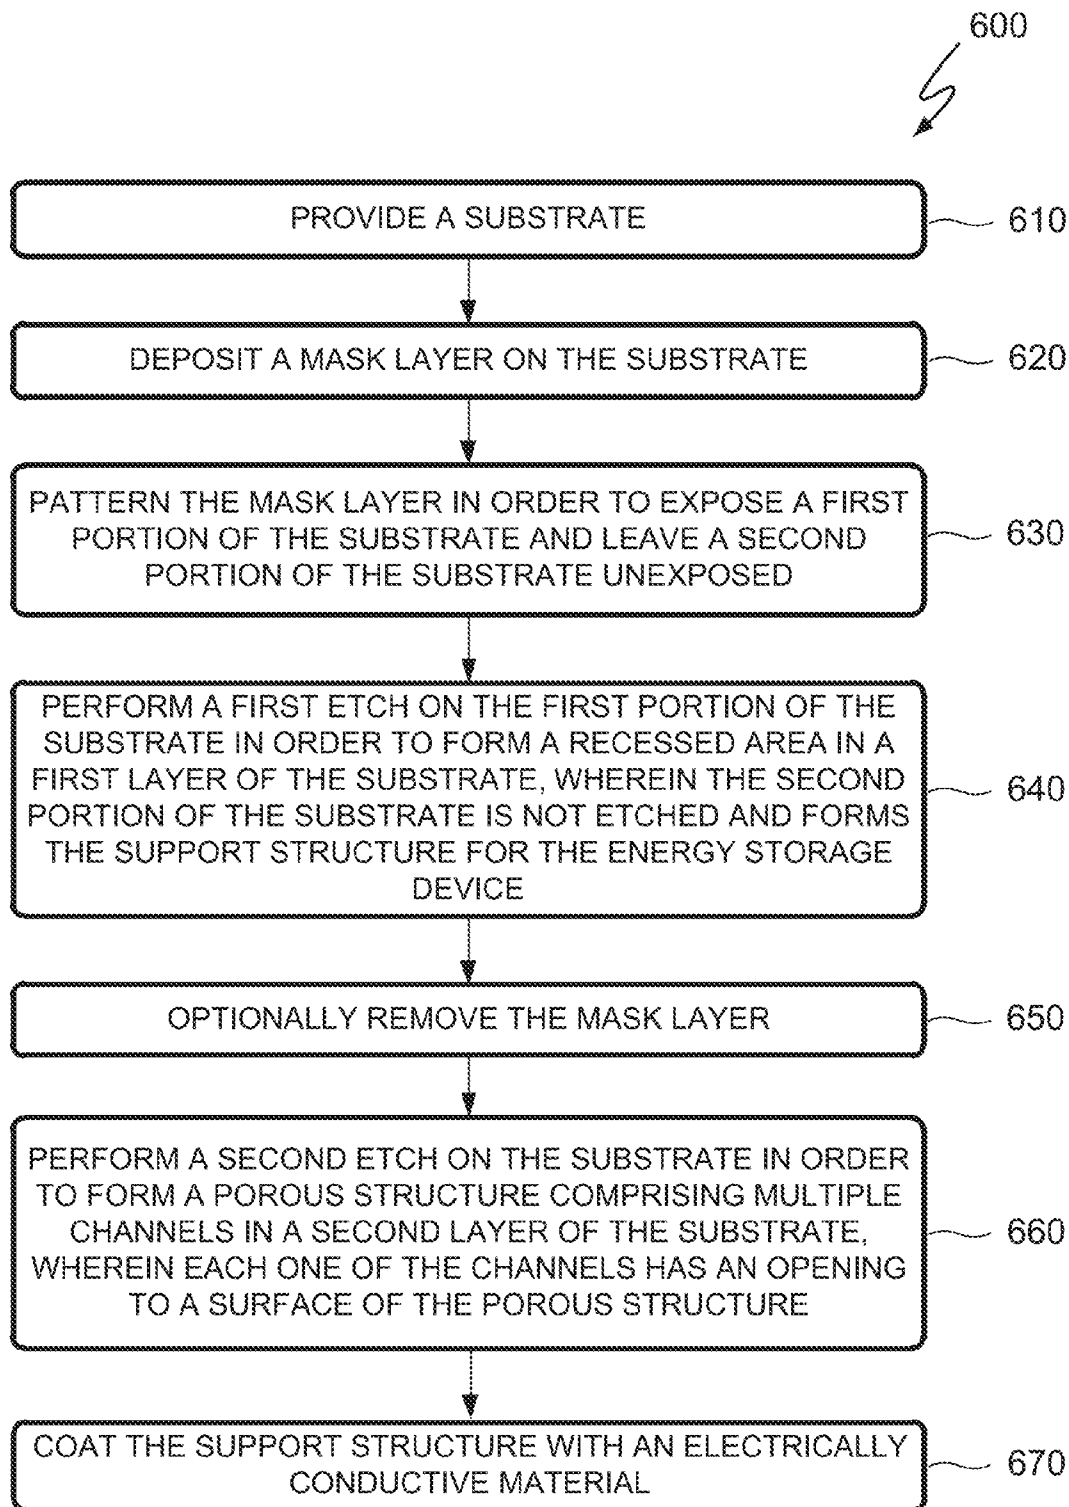 600
PROVIDE A SUBSTRATE
610
DEPOSIT A MASK LAYER ON THE SUBSTRATE
620
PATTERN THE MASK LAYER IN ORDER TO EXPOSE A FIRST
PORTION OF THE SUBSTRATE AND LEAVE A SECOND
PORTION OF THE SUBSTRATE UNEXPOSED
630
PERFORM A FIRST ETCH ON THE FIRST PORTION OF THE
SUBSTRATE IN ORDER TO FORM A RECESSED AREA IN A
FIRST LAYER OF THE SUBSTRATE, WHEREIN THE SECOND
PORTION OF THE SUBSTRATE IS NOT ETCHED AND FORMS
THE SUPPORT STRUCTURE FOR THE ENERGY STORAGE
DEVICE
640
OPTIONALLY REMOVE THE MASK LAYER
650
PERFORM A SECOND ETCH ON THE SUBSTRATE IN ORDER
TO FORM A POROUS STRUCTURE COMPRISING MULTIPLE
CHANNELS IN A SECOND LAYER OF THE SUBSTRATE,
WHEREIN EACH ONE OF THE CHANNELS HAS AN OPENING
TO A SURFACE OF THE POROUS STRUCTURE
660
COAT THE SUPPORT STRUCTURE WITH AN ELECTRICALLY
CONDUCTIVE MATERIAL
670